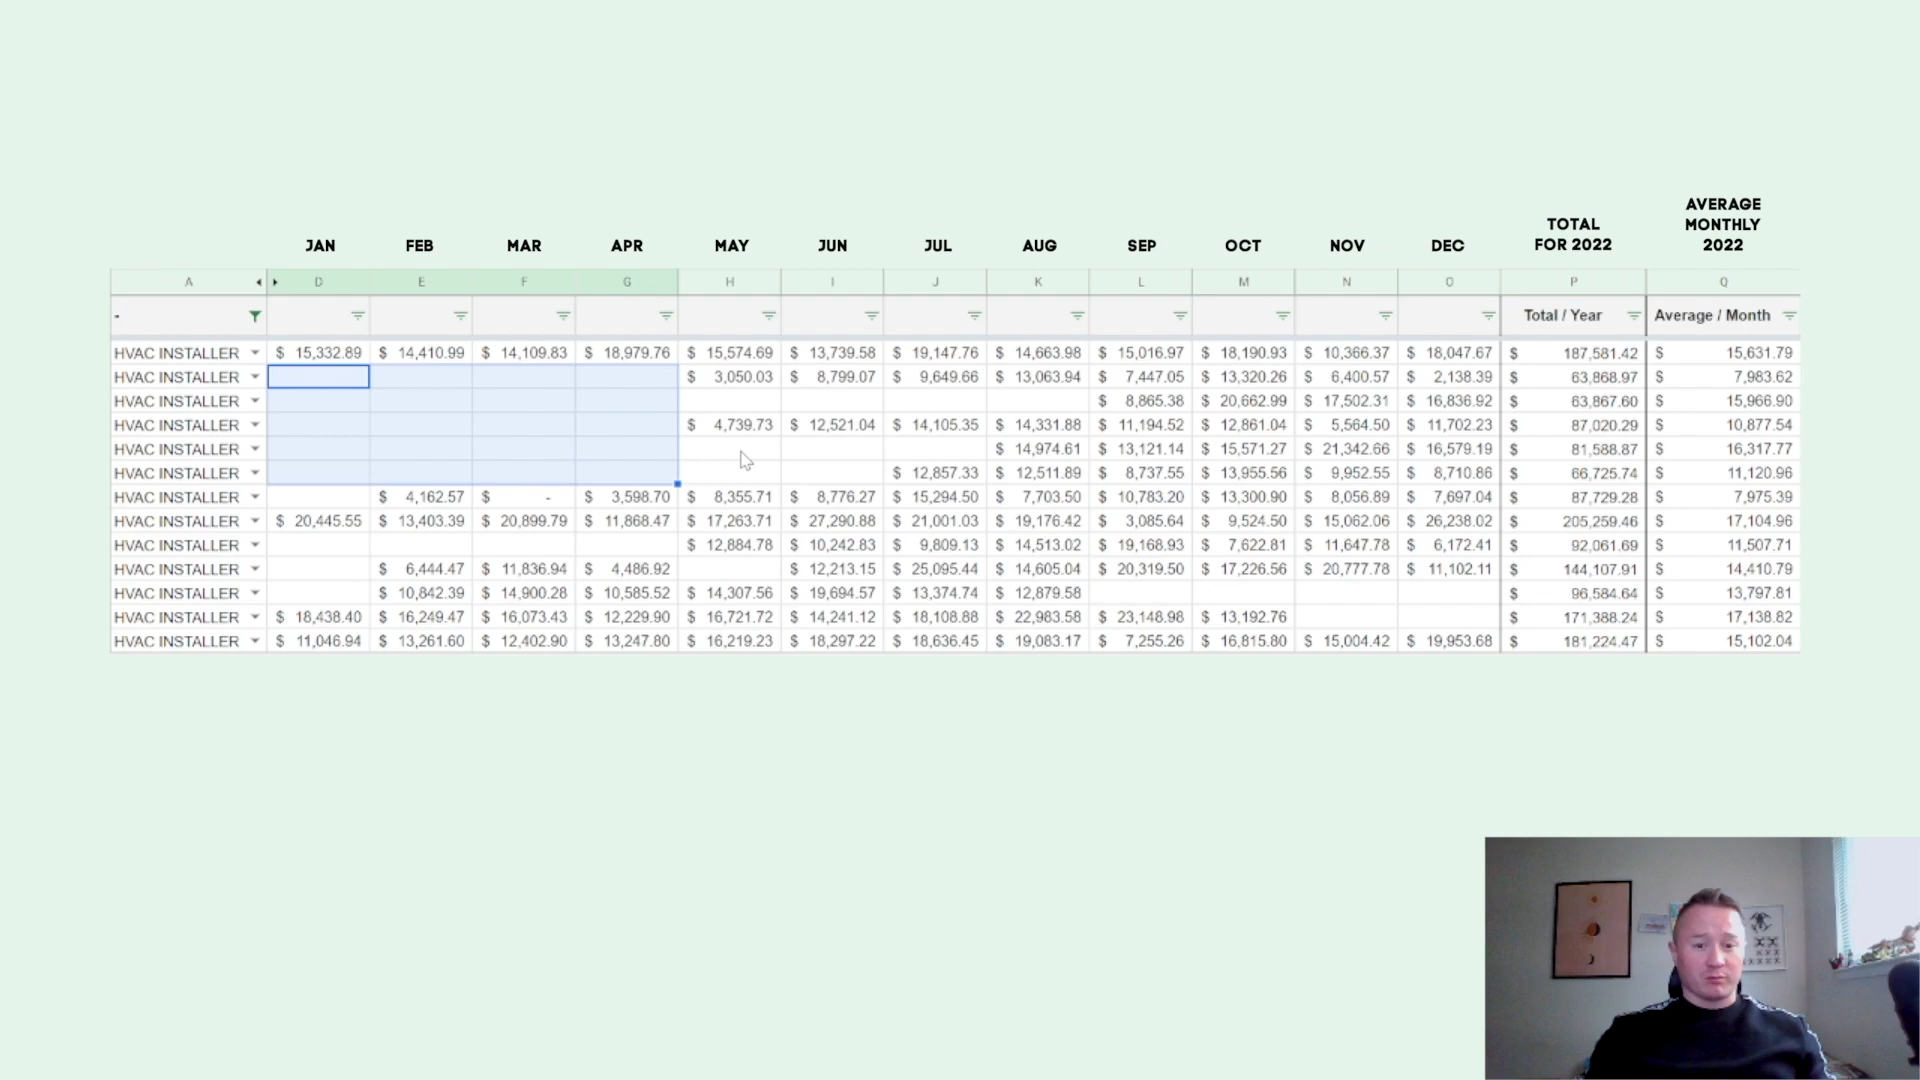 AVERAGE
MONTHLY
2022
TOTAL
FOR 2022
JAN FEB MAR APR MAY JUN JUL AUG SEP OCT NOV DEC
A D E F G H I J K L M N O P Q
- Total / Year Average / Month
HVAC INSTALLER $ 15,332.89 $ 14,410.99 $ 14,109.83 $ 18,979.76 $ 15,574.69 $ 13,739.58 $ 19,147.76 $ 14,663.98 $ 15,016.97 $ 18,190.93 $ 10,366.37 $ 18,047.67 $ 187,581.42 $ 15,631.79
HVAC INSTALLER $ 3,050.03 $ 8,799.07 $ 9,649.66 $ 13,063.94 $ 7,447.05 $ 13,320.26 $ 6,400.57 $ 2,138.39 $ 63,868.97 $ 7,983.62
HVAC INSTALLER $ 8,865.38 $ 20,662.99 $ 17,502.31 $ 16,836.92 $ 63,867.60 $ 15,966.90
HVAC INSTALLER $ 4,739.73 $ 12,521.04 $ 14,105.35 $ 14,331.88 $ 11,194.52 $ 12,861.04 $ 5,564.50 $ 11,702.23 $ 87,020.29 $ 10,877.54
HVAC INSTALLER $ 14,974.61 $ 13,121.14 $ 15,571.27 $ 21,342.66 $ 16,579.19 $ 81,588.87 $ 16,317.77
HVAC INSTALLER $ 12,857.33 $ 12,511.89 $ 8,737.55 $ 13,955.56 $ 9,952.55 $ 8,710.86 $ 66,725.74 $ 11,120.96
HVAC INSTALLER $ 4,162.57 $ - $ 3,598.70 $ 8,355.71 $ 8,776.27 $ 15,294.50 $ 7,703.50 $ 10,783.20 $ 13,300.90 $ 8,056.89 $ 7,697.04 $ 87,729.28 $ 7,975.39
HVAC INSTALLER $ 20,445.55 $ 13,403.39 $ 20,899.79 $ 11,868.47 $ 17,263.71 $ 27,290.88 $ 21,001.03 $ 19,176.42 $ 3,085.64 $ 9,524.50 $ 15,062.06 $ 26,238.02 $ 205,259.46 $ 17,104.96
HVAC INSTALLER $ 12,884.78 $ 10,242.83 $ 9,809.13 $ 14,513.02 $ 19,168.93 $ 7,622.81 $ 11,647.78 $ 6,172.41 $ 92,061.69 $ 11,507.71
HVAC INSTALLER $ 6,444.47 $ 11,836.94 $ 4,486.92 $ 12,213.15 $ 25,095.44 $ 14,605.04 $ 20,319.50 $ 17,226.56 $ 20,777.78 $ 11,102.11 $ 144,107.91 $ 14,410.79
HVAC INSTALLER $ 10,842.39 $ 14,900.28 $ 10,585.52 $ 14,307.56 $ 19,694.57 $ 13,374.74 $ 12,879.58 $ 96,584.64 $ 13,797.81
HVAC INSTALLER $ 18,438.40 $ 16,249.47 $ 16,073.43 $ 12,229.90 $ 16,721.72 $ 14,241.12 $ 18,108.88 $ 22,983.58 $ 23,148.98 $ 13,192.76 $ 171,388.24 $ 17,138.82
HVAC INSTALLER $ 11,046.94 $ 13,261.60 $ 12,402.90 $ 13,247.80 $ 16,219.23 $ 18,297.22 $ 18,636.45 $ 19,083.17 $ 7,255.26 $ 16,815.80 $ 15,004.42 $ 19,953.68 $ 181,224.47 $ 15,102.04